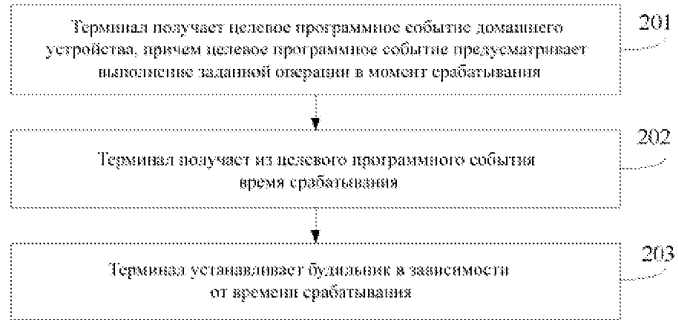 Терминал получает целевое программное событие домашнего
устройства, причем целевое программное событие предусматривает
выполнение заданной операции в момент срабатывания
201
Терминал получает из целевого программного события
время срабатывания
202
Терминал устанавливает будильник в зависимости
от времени срабатывания
203